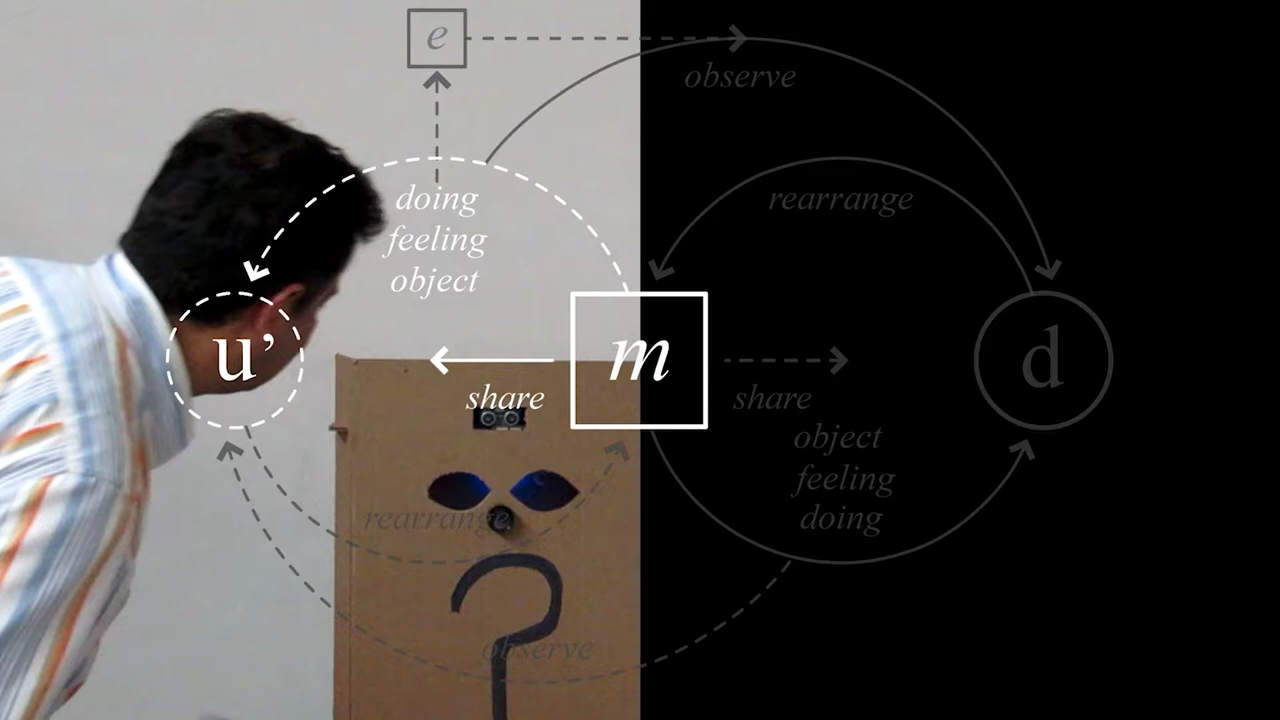 e
observe
doing
rearrange
feeling
object
u’
m
d
share
share
object
feeling
rearrange
doing
observe
?